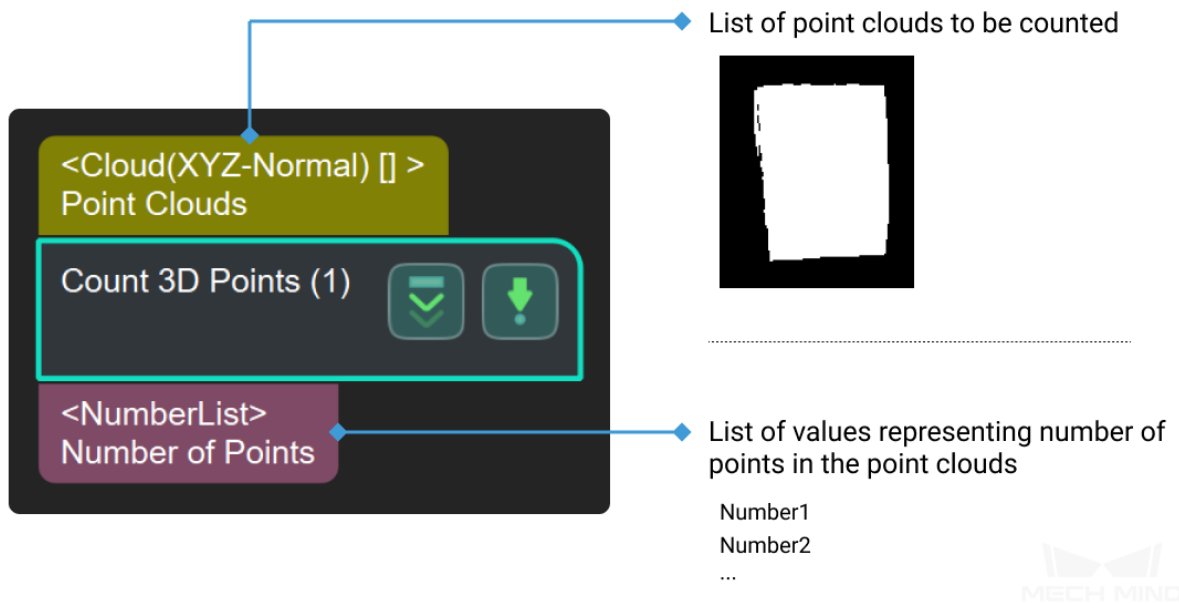 List of point clouds to be counted
<Cloud(XYZ-Normal) [] >
Point Clouds
Count 3D Points (1)
<NumberList>
Number of Points
List of values representing number of
points in the point clouds
Number1
Number2
...
MECH MIND